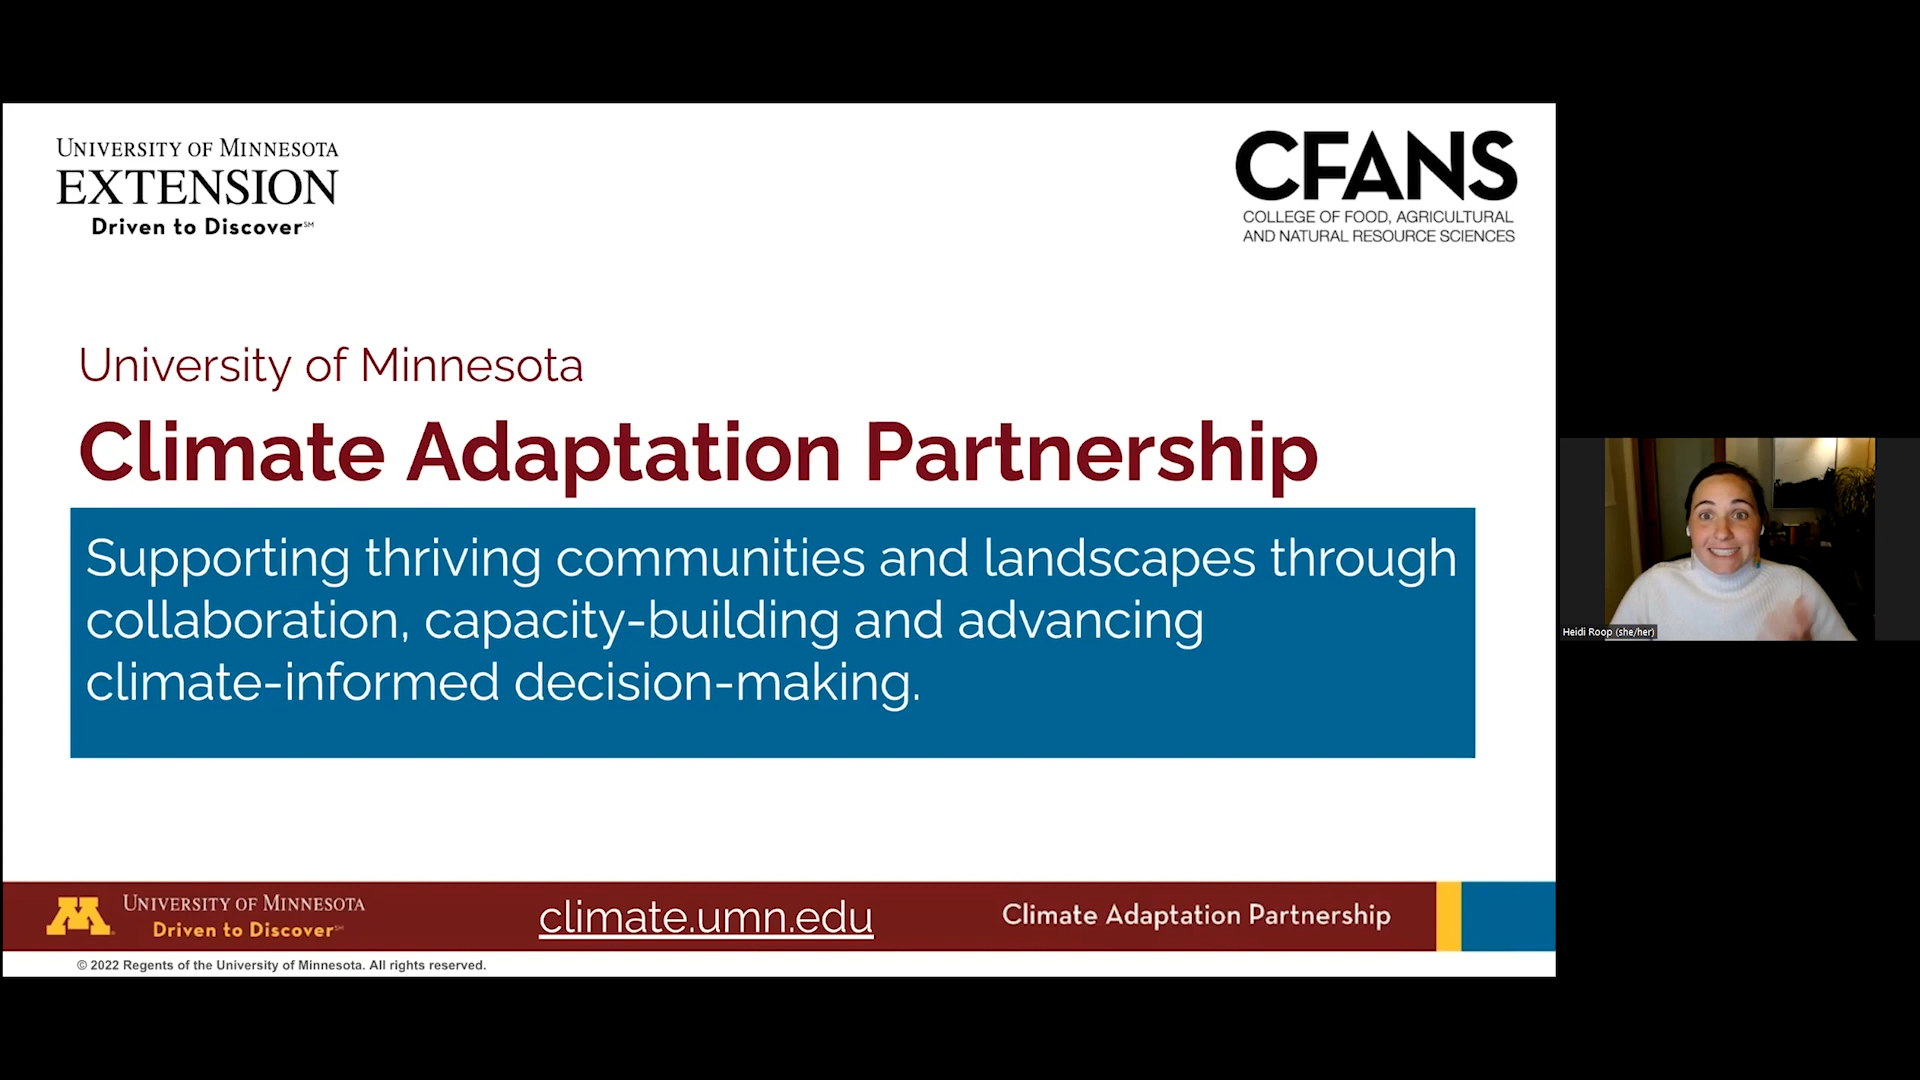 UNIVERSITY OF MINNESOTA
EXTENSION
Driven to Discover℠
CFANS
COLLEGE OF FOOD, AGRICULTURAL
AND NATURAL RESOURCE SCIENCES
University of Minnesota
Climate Adaptation Partnership
Supporting thriving communities and landscapes through
collaboration, capacity-building and advancing
climate-informed decision-making.
Heidi Roop (she/her)
M
UNIVERSITY OF MINNESOTA
Driven to Discover℠
climate.umn.edu
Climate Adaptation Partnership
© 2022 Regents of the University of Minnesota. All rights reserved.